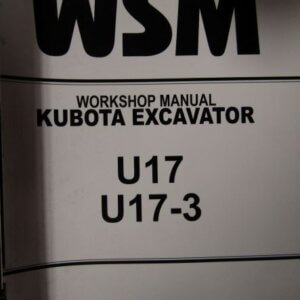 WSM
WORKSHOP MANUAL
KUBOTA EXCAVATOR
U17
U17-3